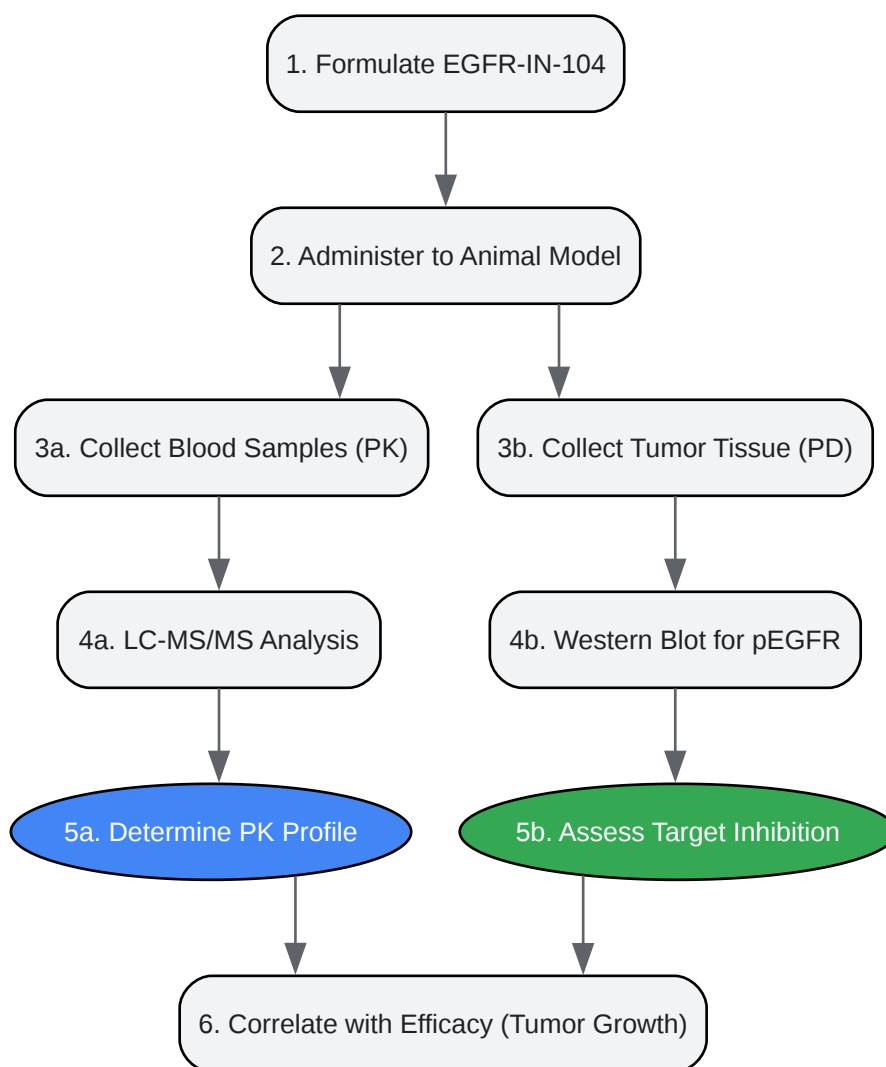 1. Formulate EGFR-IN-104
2. Administer to Animal Model
3a. Collect Blood Samples (PK)
3b. Collect Tumor Tissue (PD)
4a. LC-MS/MS Analysis
4b. Western Blot for pEGFR
5a. Determine PK Profile
5b. Assess Target Inhibition
6. Correlate with Efficacy (Tumor Growth)